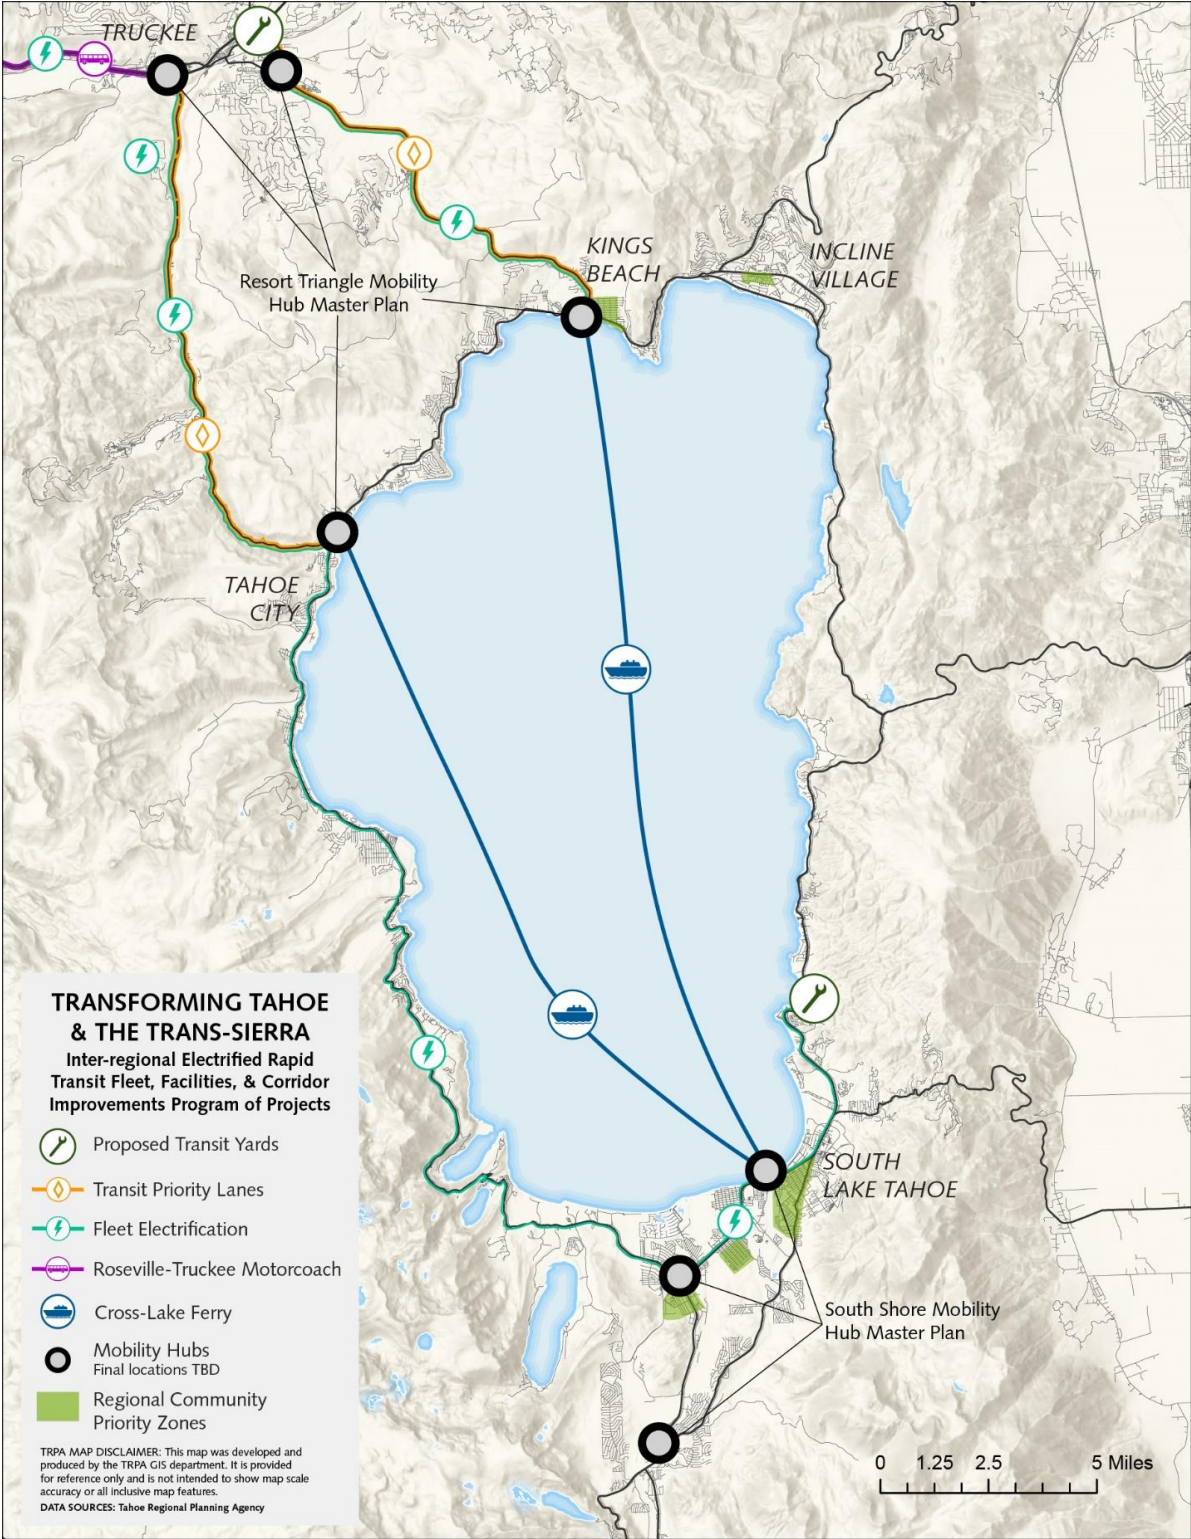 TRUCKEE
KINGS
BEACH
INCLINE
VILLAGE
Resort Triangle Mobility
Hub Master Plan
TAHOE
CITY
SOUTH
LAKE TAHOE
South Shore Mobility
Hub Master Plan
TRANSFORMING TAHOE
& THE TRANS-SIERRA
Inter-regional Electrified Rapid
Transit Fleet, Facilities, & Corridor
Improvements Program of Projects
Proposed Transit Yards
Transit Priority Lanes
Fleet Electrification
Roseville-Truckee Motorcoach
Cross-Lake Ferry
Mobility Hubs
Final locations TBD
Regional Community
Priority Zones
TRPA MAP DISCLAIMER: This map was developed and
produced by the TRPA GIS department. It is provided
for reference only and is not intended to show map scale
accuracy or all inclusive map features.
DATA SOURCES: Tahoe Regional Planning Agency
0 1.25 2.5 5 Miles